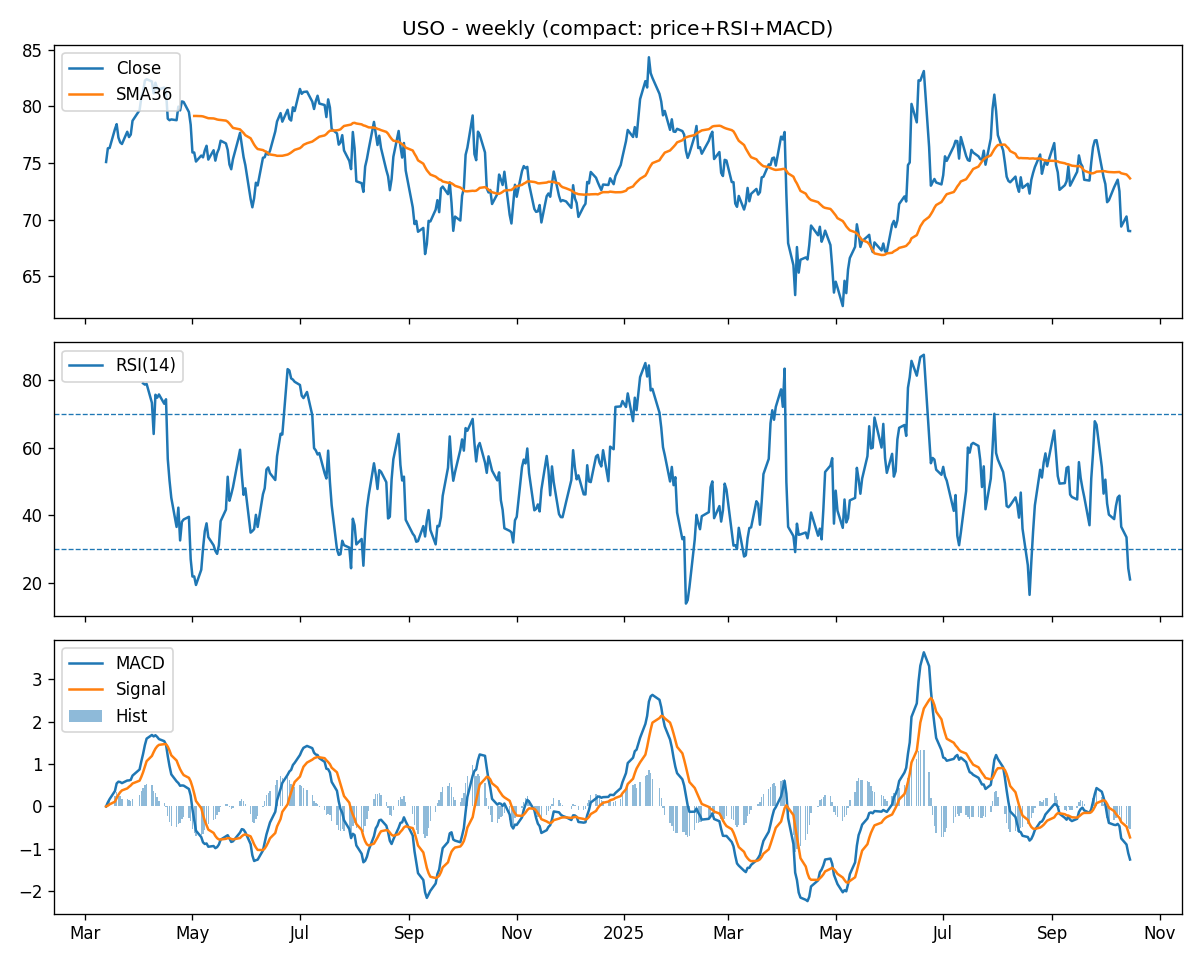 USO - weekly (compact: price+RSI+MACD)
85
80
75
70
65
Close
SMA36
80
60
40
20
RSI(14)
3
2
1
0
−1
−2
MACD
Signal
Hist
Mar May Jul Sep Nov 2025 Mar May Jul Sep Nov